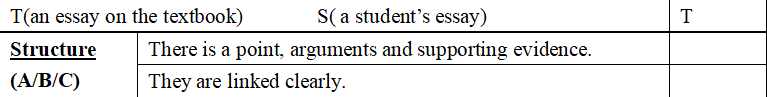 T(an essay on the textbook) S( a student’s essay) T
Structure There is a point, arguments and supporting evidence.
(A/B/C) They are linked clearly.